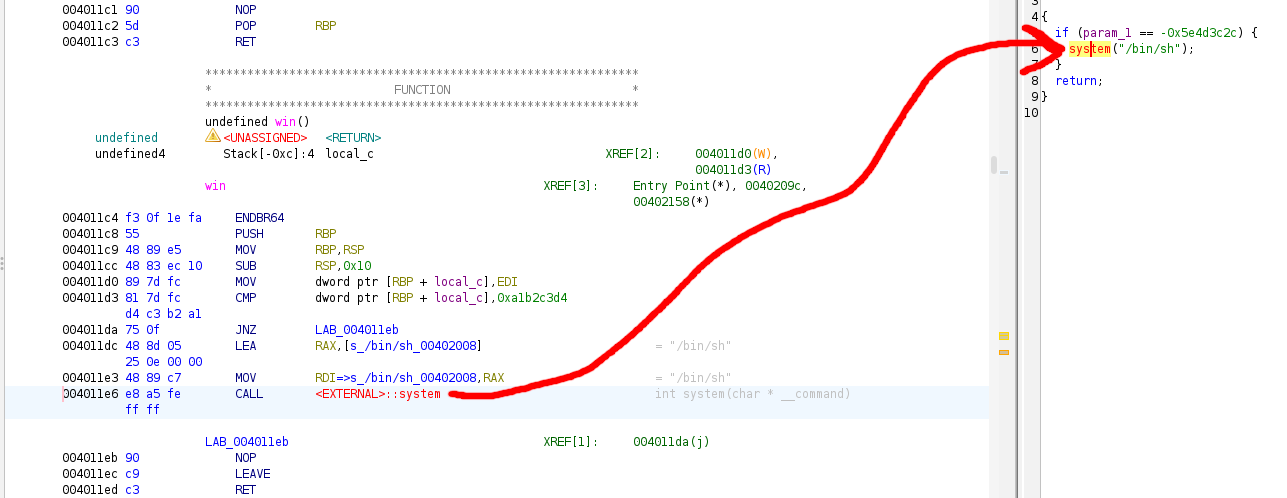 004011c1 90 NOP
004011c2 5d POP RBP
004011c3 c3 RET
**************************************************************
* FUNCTION *
**************************************************************
undefined win()
undefined <UNASSIGNED> <RETURN>
undefined4 Stack[-0xc]:4 local_c XREF[2]: 004011d0(W),
004011d3(R)
win XREF[3]: Entry Point(*), 0040209c,
00402158(*)
004011c4 f3 0f 1e fa ENDBR64
004011c8 55 PUSH RBP
004011c9 48 89 e5 MOV RBP,RSP
004011cc 48 83 ec 10 SUB RSP,0x10
004011d0 89 7d fc MOV dword ptr [RBP + local_c],EDI
004011d3 81 7d fc CMP dword ptr [RBP + local_c],0xa1b2c3d4
d4 c3 b2 a1
004011da 75 0f JNZ LAB_004011eb
004011dc 48 8d 05 LEA RAX,[s_/bin/sh_00402008] = "/bin/sh"
25 0e 00 00
004011e3 48 89 c7 MOV RDI=>s_/bin/sh_00402008,RAX = "/bin/sh"
004011e6 e8 a5 fe CALL <EXTERNAL>::system int system(char * __command)
ff ff
LAB_004011eb XREF[1]: 004011da(j)
004011eb 90 NOP
004011ec c9 LEAVE
004011ed c3 RET
4 {
if (param_1 == -0x5e4d3c2c) {
6 system("/bin/sh");
7 }
8 return;
9 }
10